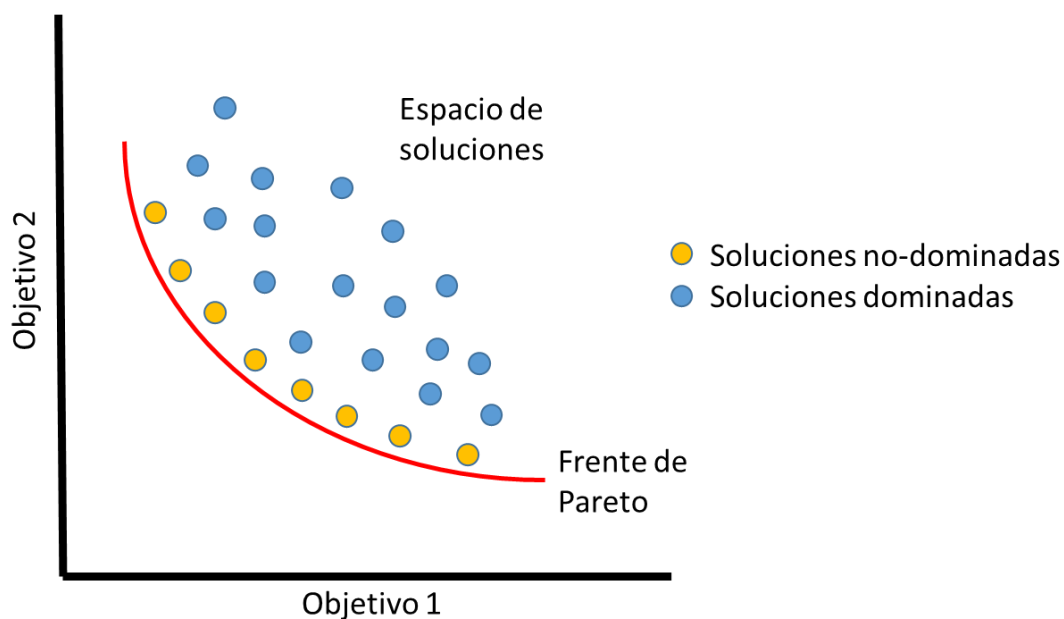 Espacio de
soluciones
Objetivo 2
Soluciones no-dominadas
Soluciones dominadas
Frente de
Pareto
Objetivo 1